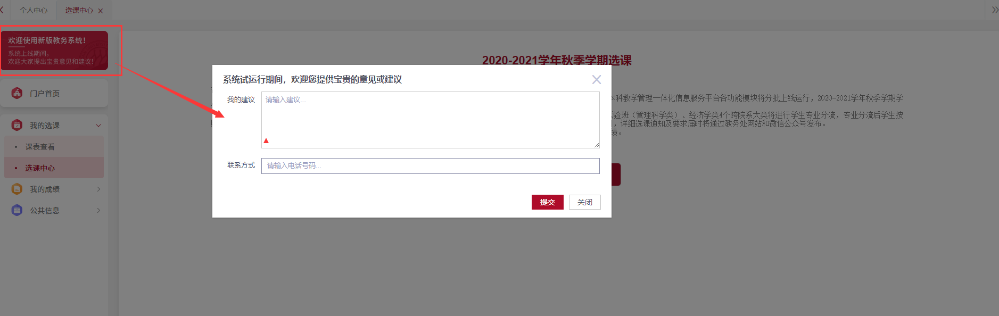 个人中心
选课中心
欢迎使用新版教务系统!
系统上线期间,
欢迎大家提出宝贵意见和建议!
门户首页
我的选课
课表查看
选课中心
我的成绩
公共信息
2020-2021学年秋季学期选课
本科教学管理一体化信息服务平台各功能模块将分批上线运行，2020-2021学年秋季学期学
验班（管理科学类）、经济学类4个跨院系大类将进行学生专业分流，专业分流后学生按
，详细选课通知及要求届时将通过教务处网站和微信公众号发布。
绩。
系统试运行期间，欢迎您提供宝贵的意见或建议
我的建议
请输入建议...
联系方式
请输入电话号码...
提交
关闭